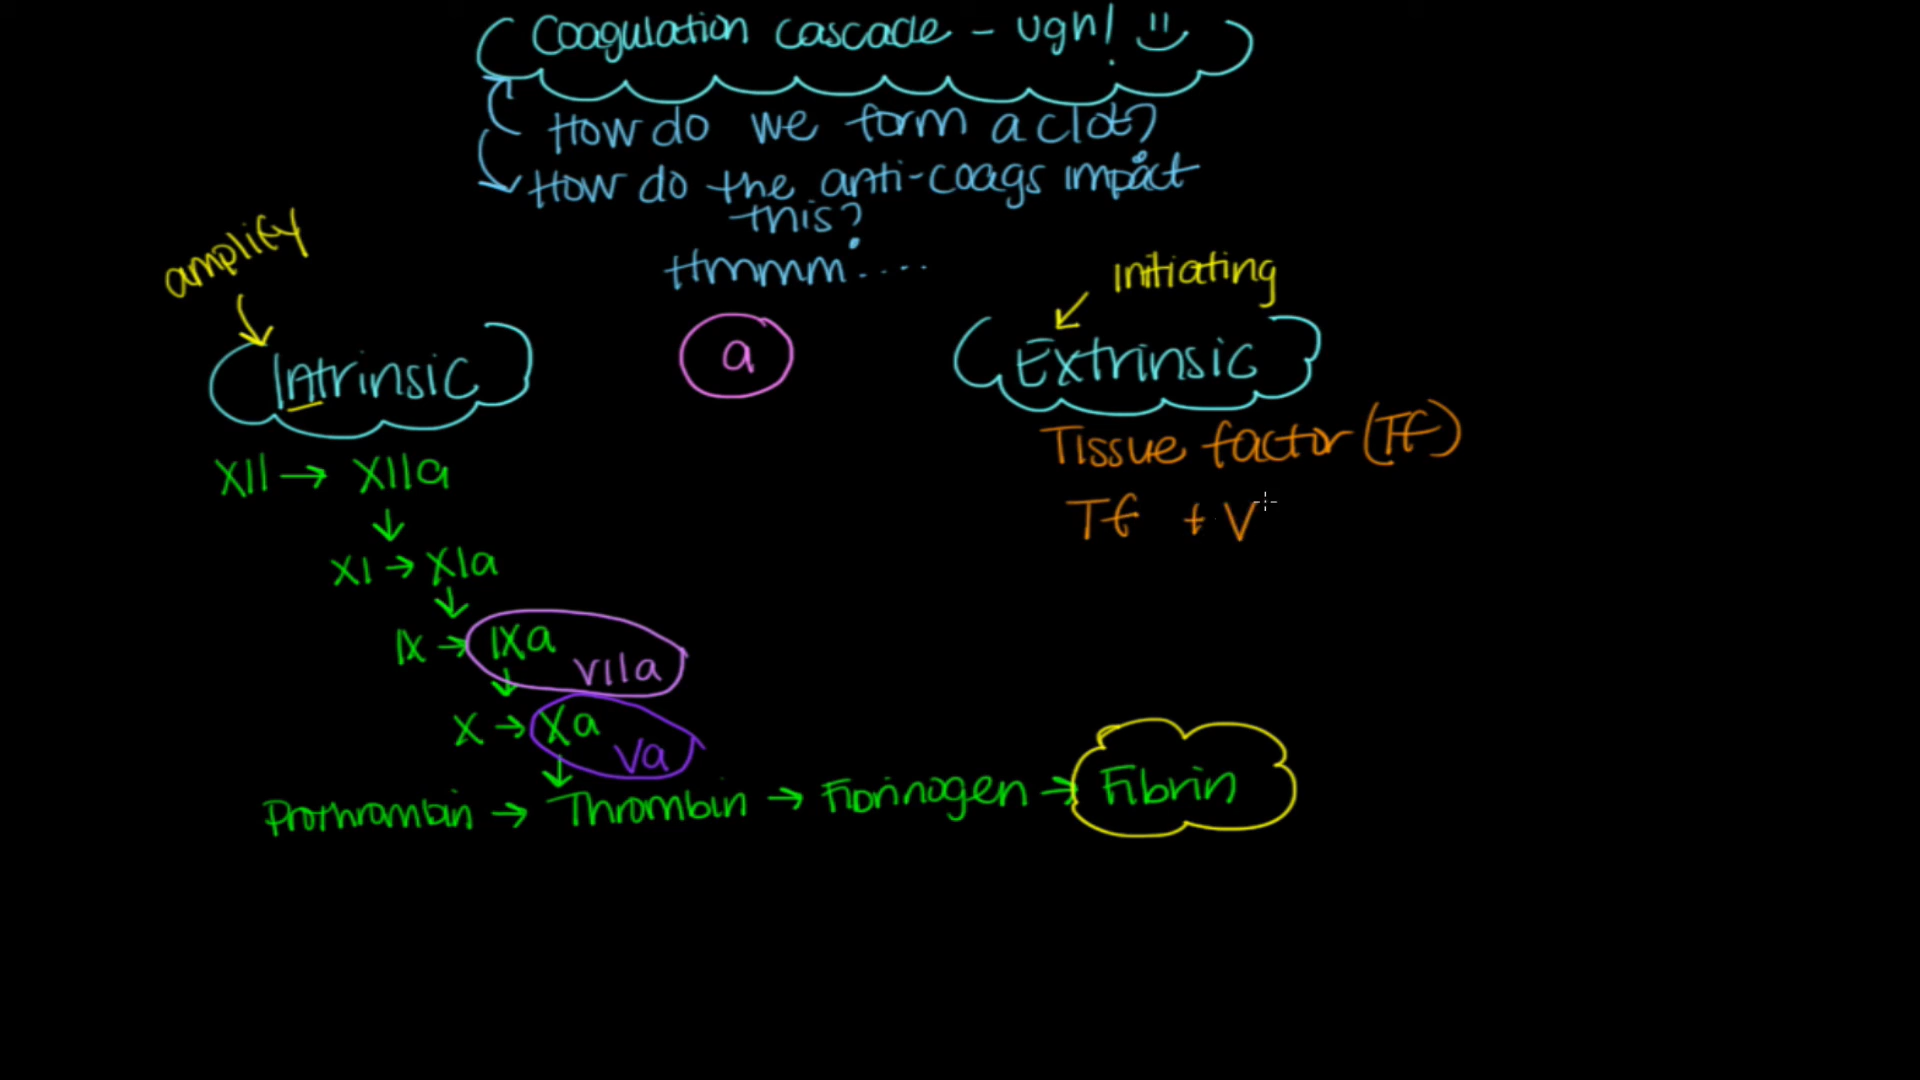 Coagulation cascade - ugh!
How do we form a clot?
How do the anti-coags impact
this?
Hmmm....
amplify
initiating
Intrinsic
a
Extrinsic
Tissue factor (Tf)
XII → XIIa
Tf + V
XI → XIa
IX → IXa
VIIa
X → Xa
Va
Prothrombin → Thrombin → Fibrinogen → Fibrin